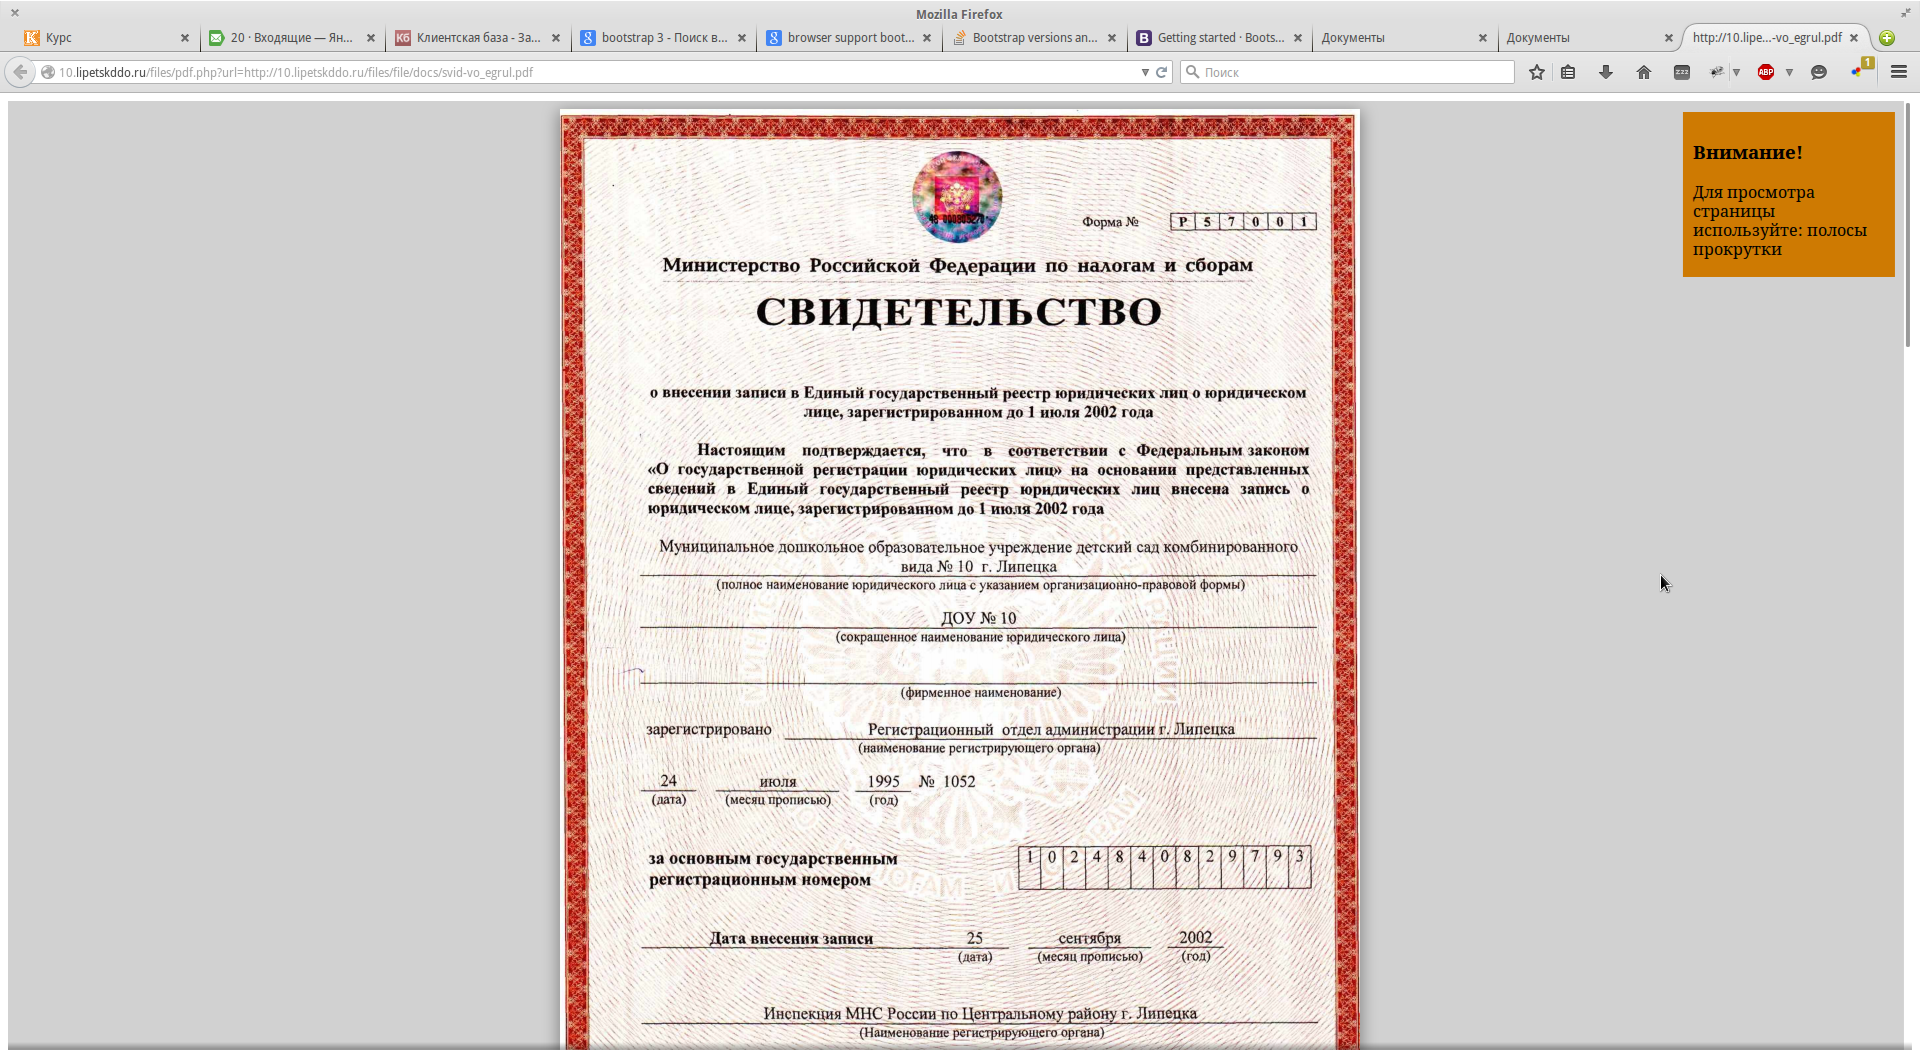 Mozilla Firefox
Курс
20 · Входящие — Ян...
Клиентская база - За...
bootstrap 3 - Поиск в...
browser support boot...
Bootstrap versions an...
Getting started · Boots...
Документы
Документы
http://10.lipe...-vo_egrul.pdf
10.lipetskddo.ru/files/pdf.php?url=http://10.lipetskddo.ru/files/file/docs/svid-vo_egrul.pdf
Поиск
ABP
1
Внимание!
Для просмотра
страницы
используйте: полосы
прокрутки
Форма № Р 5 7 0 0 1
Министерство Российской Федерации по налогам и сборам
СВИДЕТЕЛЬСТВО
о внесении записи в Единый государственный реестр юридических лиц о юридическом
лице, зарегистрированном до 1 июля 2002 года
Настоящим подтверждается, что в соответствии с Федеральным законом
«О государственной регистрации юридических лиц» на основании представленных
сведений в Единый государственный реестр юридических лиц внесена запись о
юридическом лице, зарегистрированном до 1 июля 2002 года
Муниципальное дошкольное образовательное учреждение детский сад комбинированного
вида № 10 г. Липецка
(полное наименование юридического лица с указанием организационно-правовой формы)
ДОУ № 10
(сокращенное наименование юридического лица)
(фирменное наименование)
зарегистрировано Регистрационный отдел администрации г. Липецка
(наименование регистрирующего органа)
24 июля 1995 № 1052
(дата) (месяц прописью) (год)
за основным государственным
регистрационным номером
1 0 2 4 8 4 0 8 2 9 7 9 3
Дата внесения записи 25 сентября 2002
(дата) (месяц прописью) (год)
Инспекция МНС России по Центральному району г. Липецка
(Наименование регистрирующего органа)